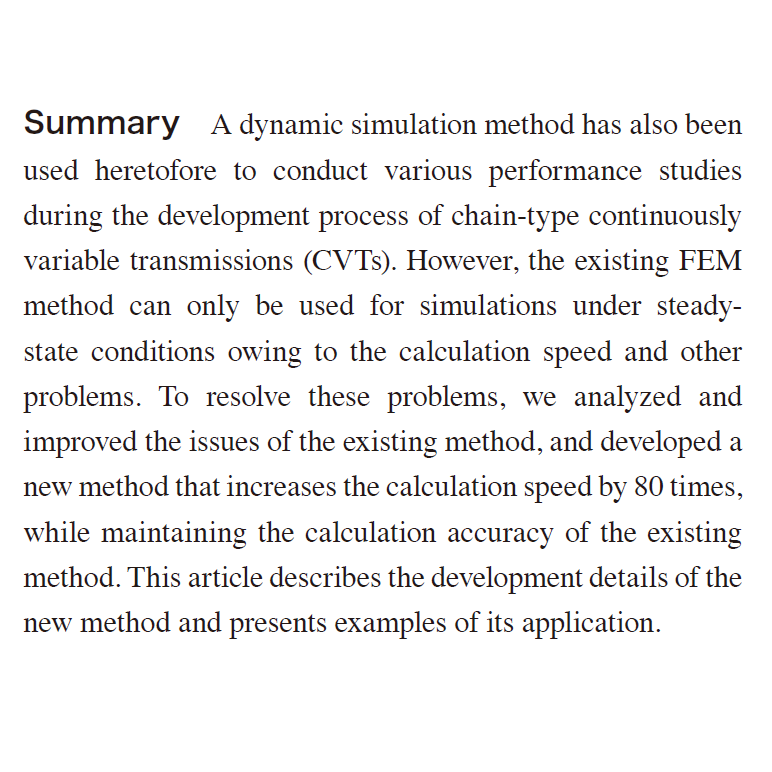 Summary A dynamic simulation method has also been
used heretofore to conduct various performance studies
during the development process of chain-type continuously
variable transmissions (CVTs). However, the existing FEM
method can only be used for simulations under steady-
state conditions owing to the calculation speed and other
problems. To resolve these problems, we analyzed and
improved the issues of the existing method, and developed a
new method that increases the calculation speed by 80 times,
while maintaining the calculation accuracy of the existing
method. This article describes the development details of the
new method and presents examples of its application.